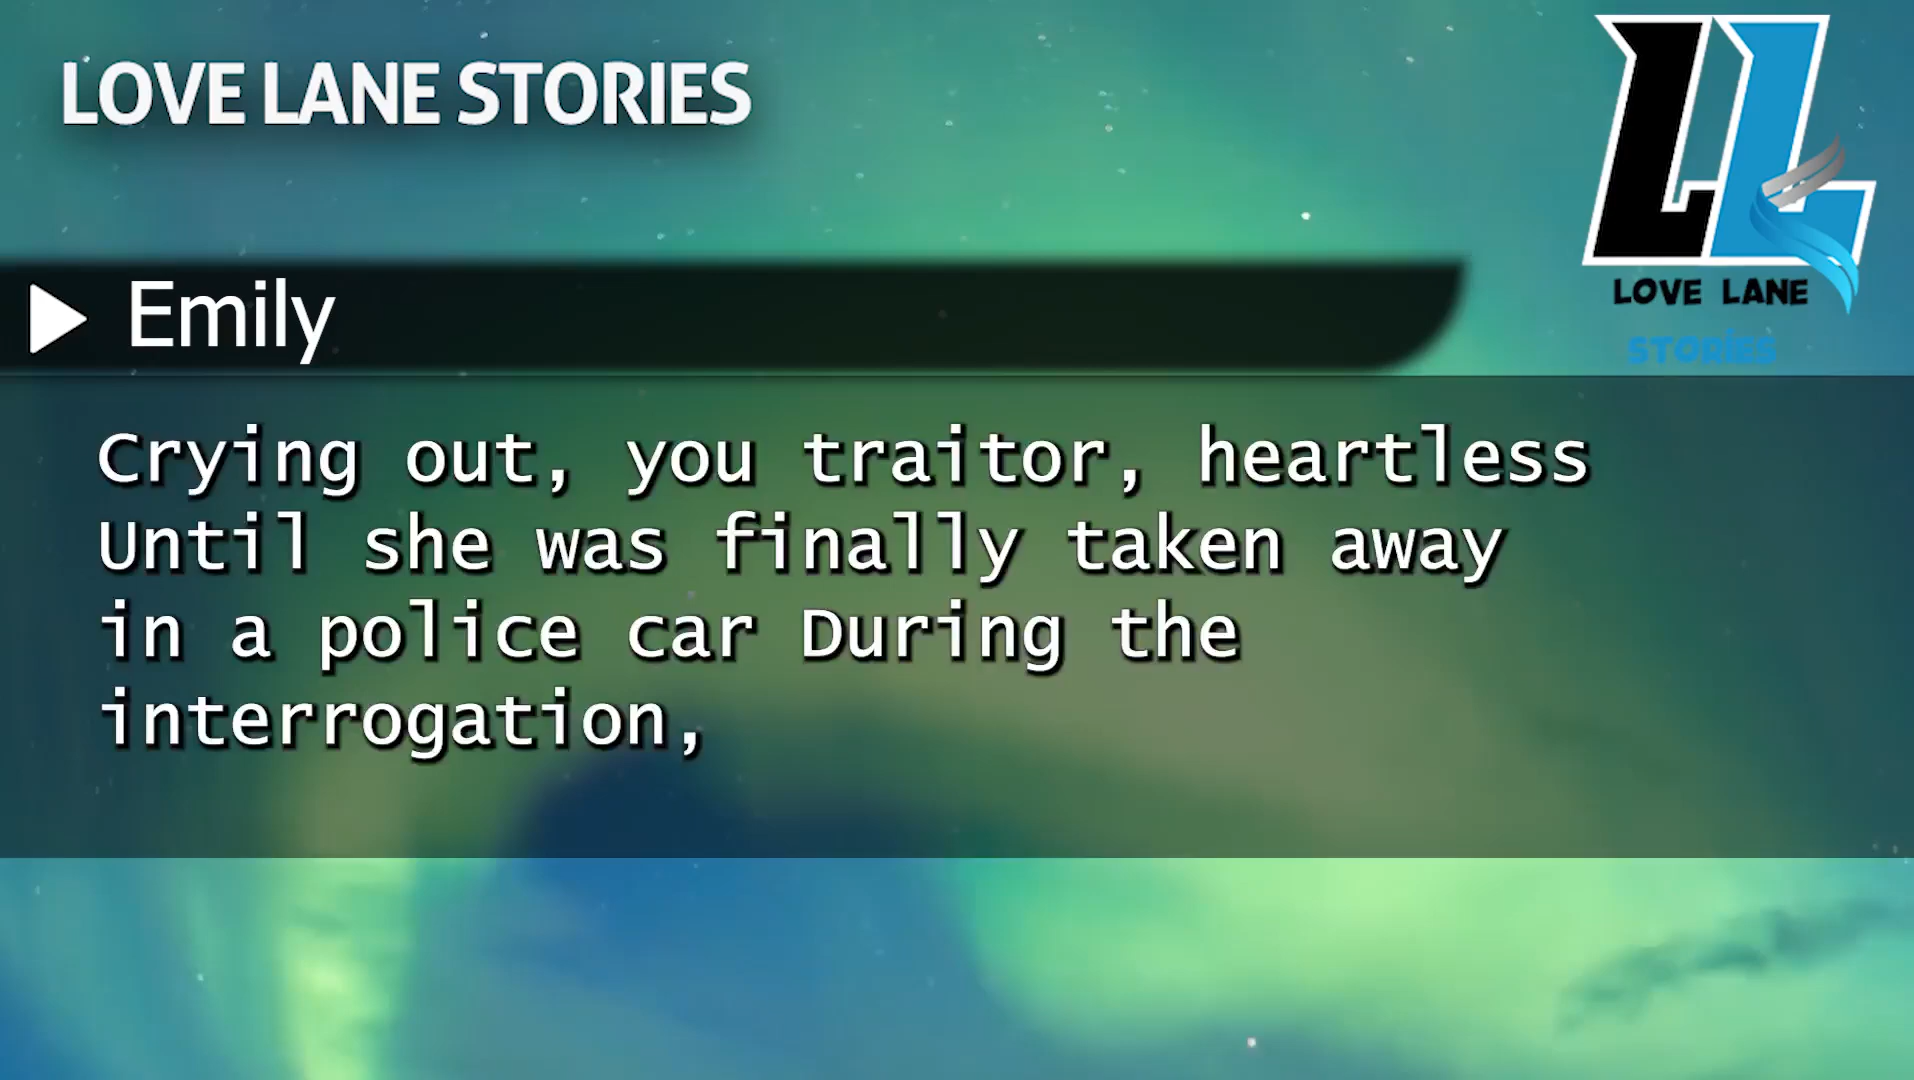 LOVE LANE STORIES
LL
LOVE LANE
STORIES
Emily
Crying out, you traitor, heartless
Until she was finally taken away
in a police car During the
interrogation,